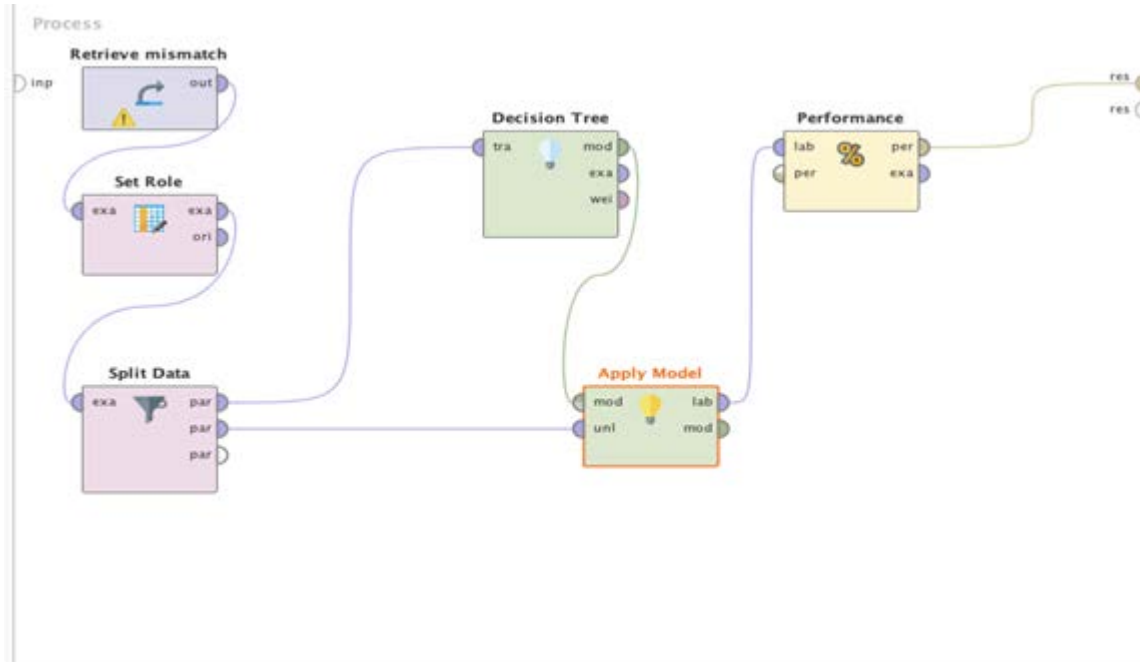 Process
Retrieve mismatch
inp
out
res
res
Decision Tree
tra
mod
exa
wei
Performance
lab
per
per
exa
Set Role
exa
exa
ori
Split Data
exa
par
par
par
Apply Model
mod
lab
unl
mod